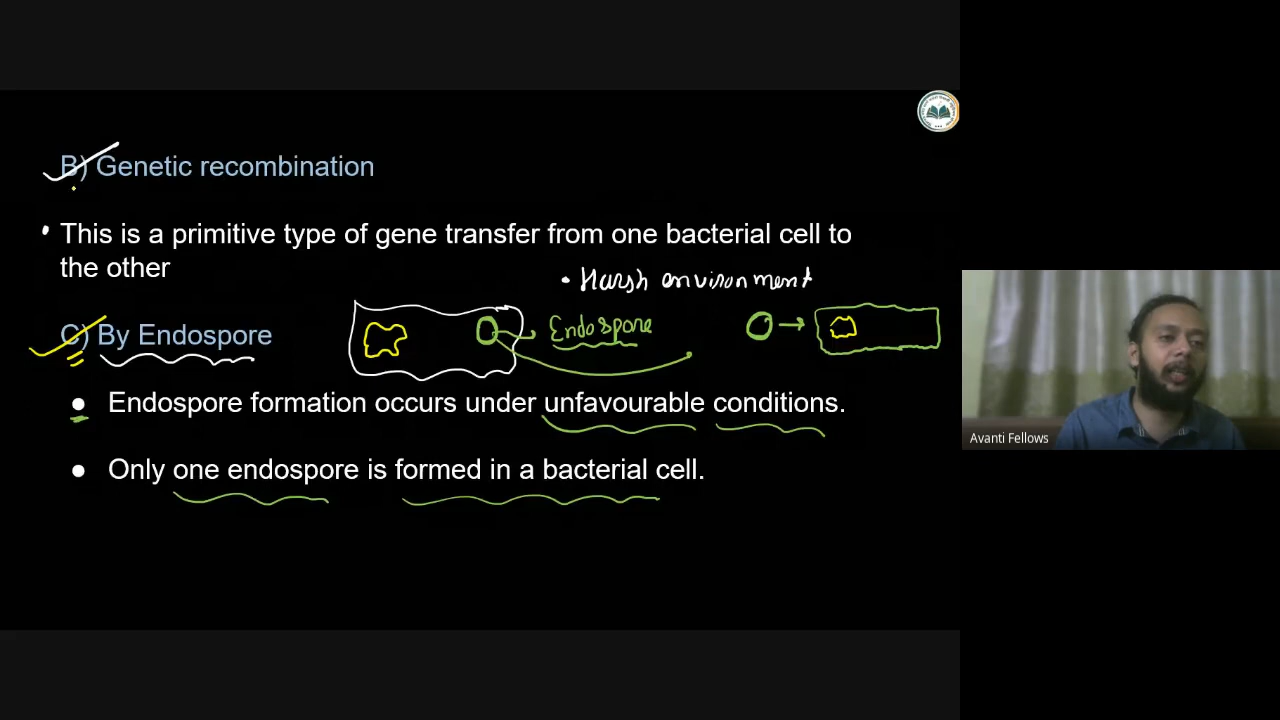 B) Genetic recombination
• This is a primitive type of gene transfer from one bacterial cell to
the other
• Harsh environment
C) By Endospore
Endospore
● Endospore formation occurs under unfavourable conditions.
● Only one endospore is formed in a bacterial cell.
Avanti Fellows